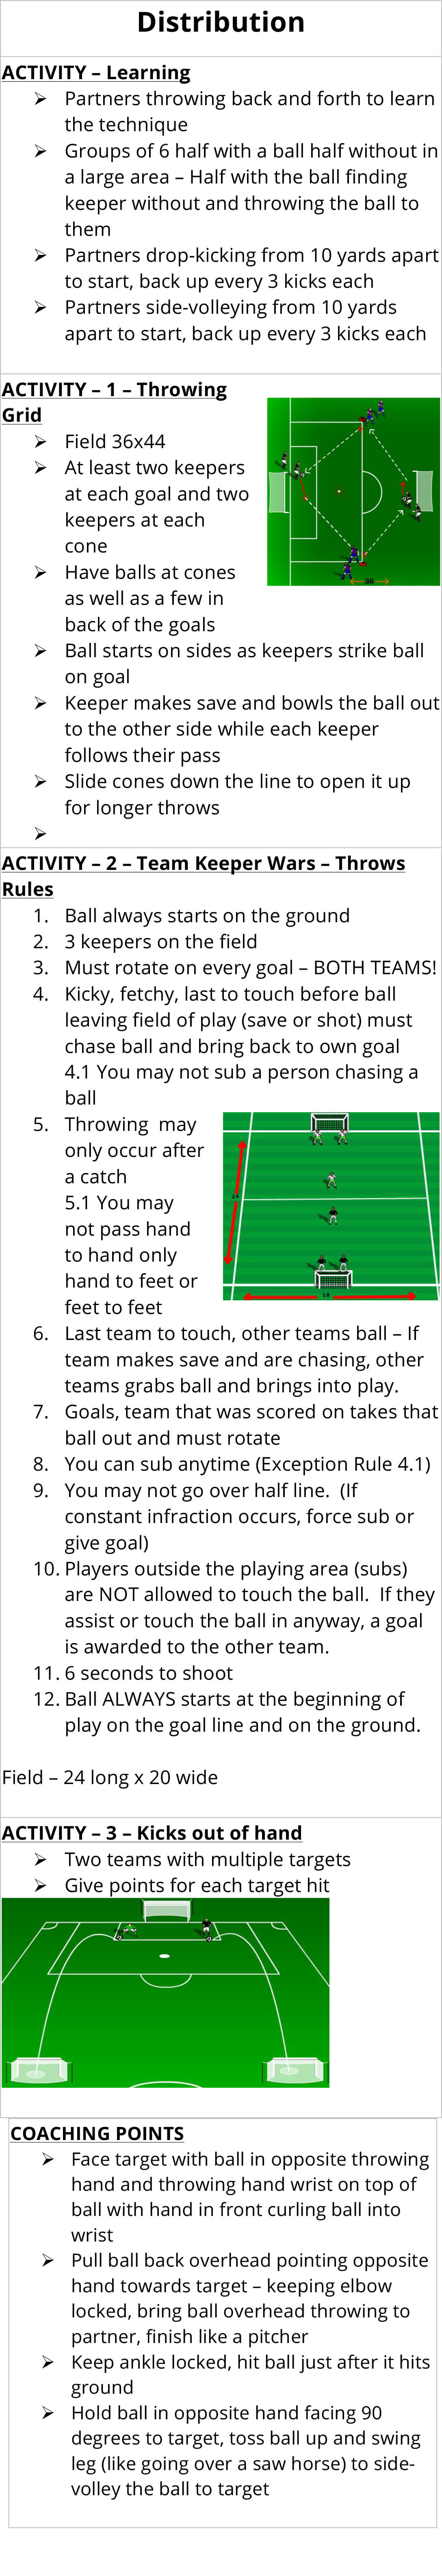 Distribution
ACTIVITY – Learning
➢ Partners throwing back and forth to learn
the technique
➢ Groups of 6 half with a ball half without in
a large area – Half with the ball finding
keeper without and throwing the ball to
them
➢ Partners drop-kicking from 10 yards apart
to start, back up every 3 kicks each
➢ Partners side-volleying from 10 yards
apart to start, back up every 3 kicks each
ACTIVITY – 1 – Throwing
Grid
➢ Field 36x44
➢ At least two keepers
at each goal and two
keepers at each
cone
➢ Have balls at cones
as well as a few in
back of the goals
36
➢ Ball starts on sides as keepers strike ball
on goal
➢ Keeper makes save and bowls the ball out
to the other side while each keeper
follows their pass
➢ Slide cones down the line to open it up
for longer throws
➢
ACTIVITY – 2 – Team Keeper Wars – Throws
Rules
1. Ball always starts on the ground
2. 3 keepers on the field
3. Must rotate on every goal – BOTH TEAMS!
4. Kicky, fetchy, last to touch before ball
leaving field of play (save or shot) must
chase ball and bring back to own goal
4.1 You may not sub a person chasing a
ball
5. Throwing  may
only occur after
a catch
5.1 You may
not pass hand
to hand only
hand to feet or
feet to feet
24
18
6. Last team to touch, other teams ball – If
team makes save and are chasing, other
teams grabs ball and brings into play.
7. Goals, team that was scored on takes that
ball out and must rotate
8. You can sub anytime (Exception Rule 4.1)
9. You may not go over half line.  (If
constant infraction occurs, force sub or
give goal)
10. Players outside the playing area (subs)
are NOT allowed to touch the ball.  If they
assist or touch the ball in anyway, a goal
is awarded to the other team.
11. 6 seconds to shoot
12. Ball ALWAYS starts at the beginning of
play on the goal line and on the ground.
Field – 24 long x 20 wide
ACTIVITY – 3 – Kicks out of hand
➢ Two teams with multiple targets
➢ Give points for each target hit
COACHING POINTS
➢ Face target with ball in opposite throwing
hand and throwing hand wrist on top of
ball with hand in front curling ball into
wrist
➢ Pull ball back overhead pointing opposite
hand towards target – keeping elbow
locked, bring ball overhead throwing to
partner, finish like a pitcher
➢ Keep ankle locked, hit ball just after it hits
ground
➢ Hold ball in opposite hand facing 90
degrees to target, toss ball up and swing
leg (like going over a saw horse) to side-
volley the ball to target